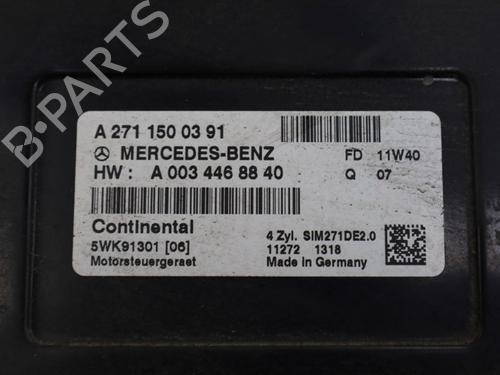 A 271 150 03 91
MERCEDES-BENZ
FD 11W40
HW : A 003 446 88 40
Q 07
Continental
5WK91301 [06]
Motorsteuergeraet
4 Zyl. SIM271DE2.0
11272 1318
Made in Germany
B-PARTS